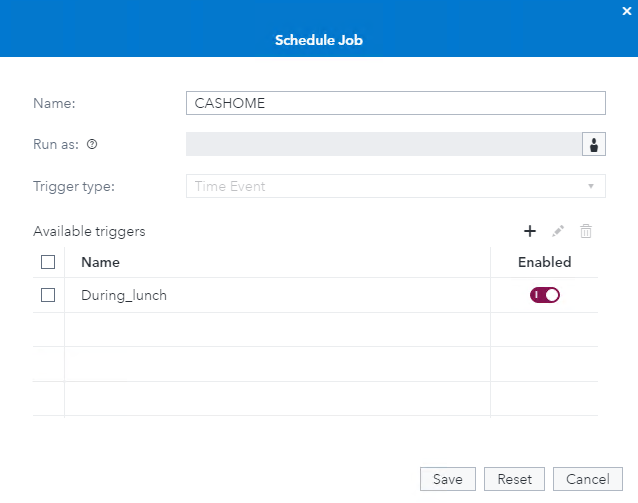 Schedule Job
Name: CASHOME
Run as:
Trigger type: Time Event
Available triggers
Name Enabled
During_lunch
Save Reset Cancel